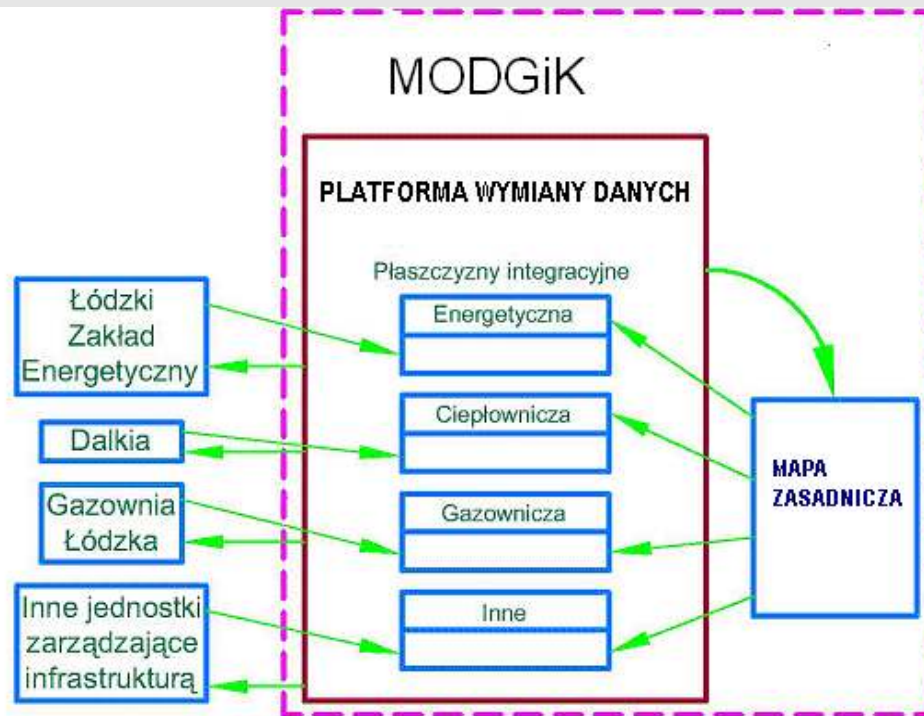 MODGiK
PLATFORMA WYMIANY DANYCH
Płaszczyzny integracyjne
Łódzki
Zakład
Energetyczny
Dalkia
Gazownia
Łódzka
Inne jednostki
zarządzające
infrastrukturą
Energetyczna
Ciepłownicza
Gazownicza
Inne
MAPA
ZASADNICZA